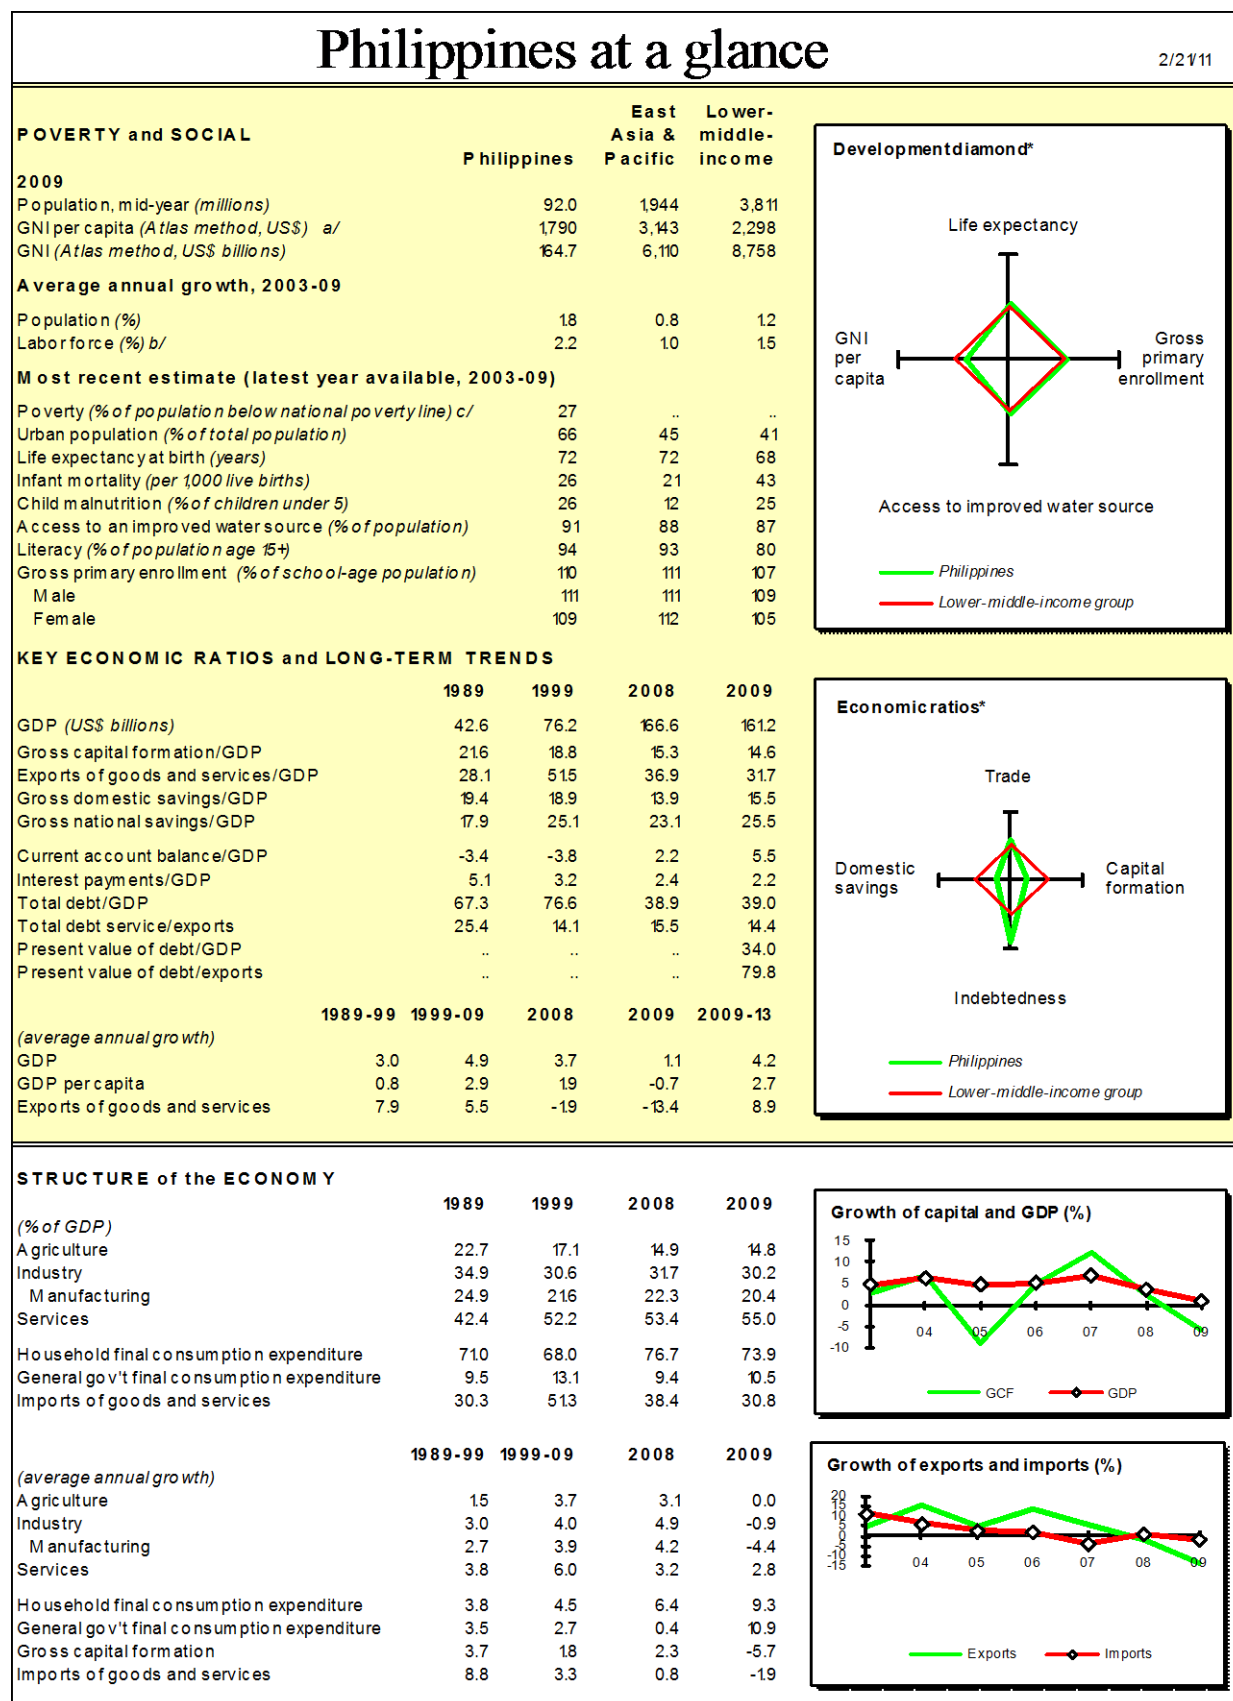 Philippines at a glance 2/21/11
POVERTY and SOCIAL
Philippines East Asia & Pacific Lower-middle-income
2009
Population, mid-year (millions) 92.0 1,944 3,811
GNI per capita (Atlas method, US$) a/ 1,790 3,143 2,298
GNI (Atlas method, US$ billions) 164.7 6,110 8,758
Average annual growth, 2003-09
Population (%) 1.8 0.8 1.2
Labor force (%) b/ 2.2 1.0 1.5
Most recent estimate (latest year available, 2003-09)
Poverty (% of population below national poverty line) c/ 27 .. ..
Urban population (% of total population) 66 45 41
Life expectancy at birth (years) 72 72 68
Infant mortality (per 1,000 live births) 26 21 43
Child malnutrition (% of children under 5) 26 12 25
Access to an improved water source (% of population) 91 88 87
Literacy (% of population age 15+) 94 93 80
Gross primary enrollment (% of school-age population) 110 111 107
Male 111 111 109
Female 109 112 105
Development diamond*
Life expectancy
GNI per capita
Gross primary enrollment
Access to improved water source
Philippines
Lower-middle-income group
KEY ECONOMIC RATIOS and LONG-TERM TRENDS
1989 1999 2008 2009
GDP (US$ billions) 42.6 76.2 166.6 161.2
Gross capital formation/GDP 21.6 18.8 15.3 14.6
Exports of goods and services/GDP 28.1 51.5 36.9 31.7
Gross domestic savings/GDP 19.4 18.9 13.9 15.5
Gross national savings/GDP 17.9 25.1 23.1 25.5
Current account balance/GDP -3.4 -3.8 2.2 5.5
Interest payments/GDP 5.1 3.2 2.4 2.2
Total debt/GDP 67.3 76.6 38.9 39.0
Total debt service/exports 25.4 14.1 15.5 14.4
Present value of debt/GDP .. .. .. 34.0
Present value of debt/exports .. .. .. 79.8
1989-99 1999-09 2008 2009 2009-13
(average annual growth)
GDP 3.0 4.9 3.7 1.1 4.2
GDP per capita 0.8 2.9 1.9 -0.7 2.7
Exports of goods and services 7.9 5.5 -1.9 -13.4 8.9
Economic ratios*
Trade
Domestic savings
Capital formation
Indebtedness
Philippines
Lower-middle-income group
STRUCTURE of the ECONOMY
1989 1999 2008 2009
(% of GDP)
Agriculture 22.7 17.1 14.9 14.8
Industry 34.9 30.6 31.7 30.2
Manufacturing 24.9 21.6 22.3 20.4
Services 42.4 52.2 53.4 55.0
Household final consumption expenditure 71.0 68.0 76.7 73.9
General gov't final consumption expenditure 9.5 13.1 9.4 10.5
Imports of goods and services 30.3 51.3 38.4 30.8
Growth of capital and GDP (%)
15
10
5
0
-5
-10
04 05 06 07 08 09
GCF GDP
1989-99 1999-09 2008 2009
(average annual growth)
Agriculture 1.5 3.7 3.1 0.0
Industry 3.0 4.0 4.9 -0.9
Manufacturing 2.7 3.9 4.2 -4.4
Services 3.8 6.0 3.2 2.8
Household final consumption expenditure 3.8 4.5 6.4 9.3
General gov't final consumption expenditure 3.5 2.7 0.4 10.9
Gross capital formation 3.7 1.8 2.3 -5.7
Imports of goods and services 8.8 3.3 0.8 -1.9
Growth of exports and imports (%)
20
15
10
5
0
-5
-10
-15
04 05 06 07 08 09
Exports Imports